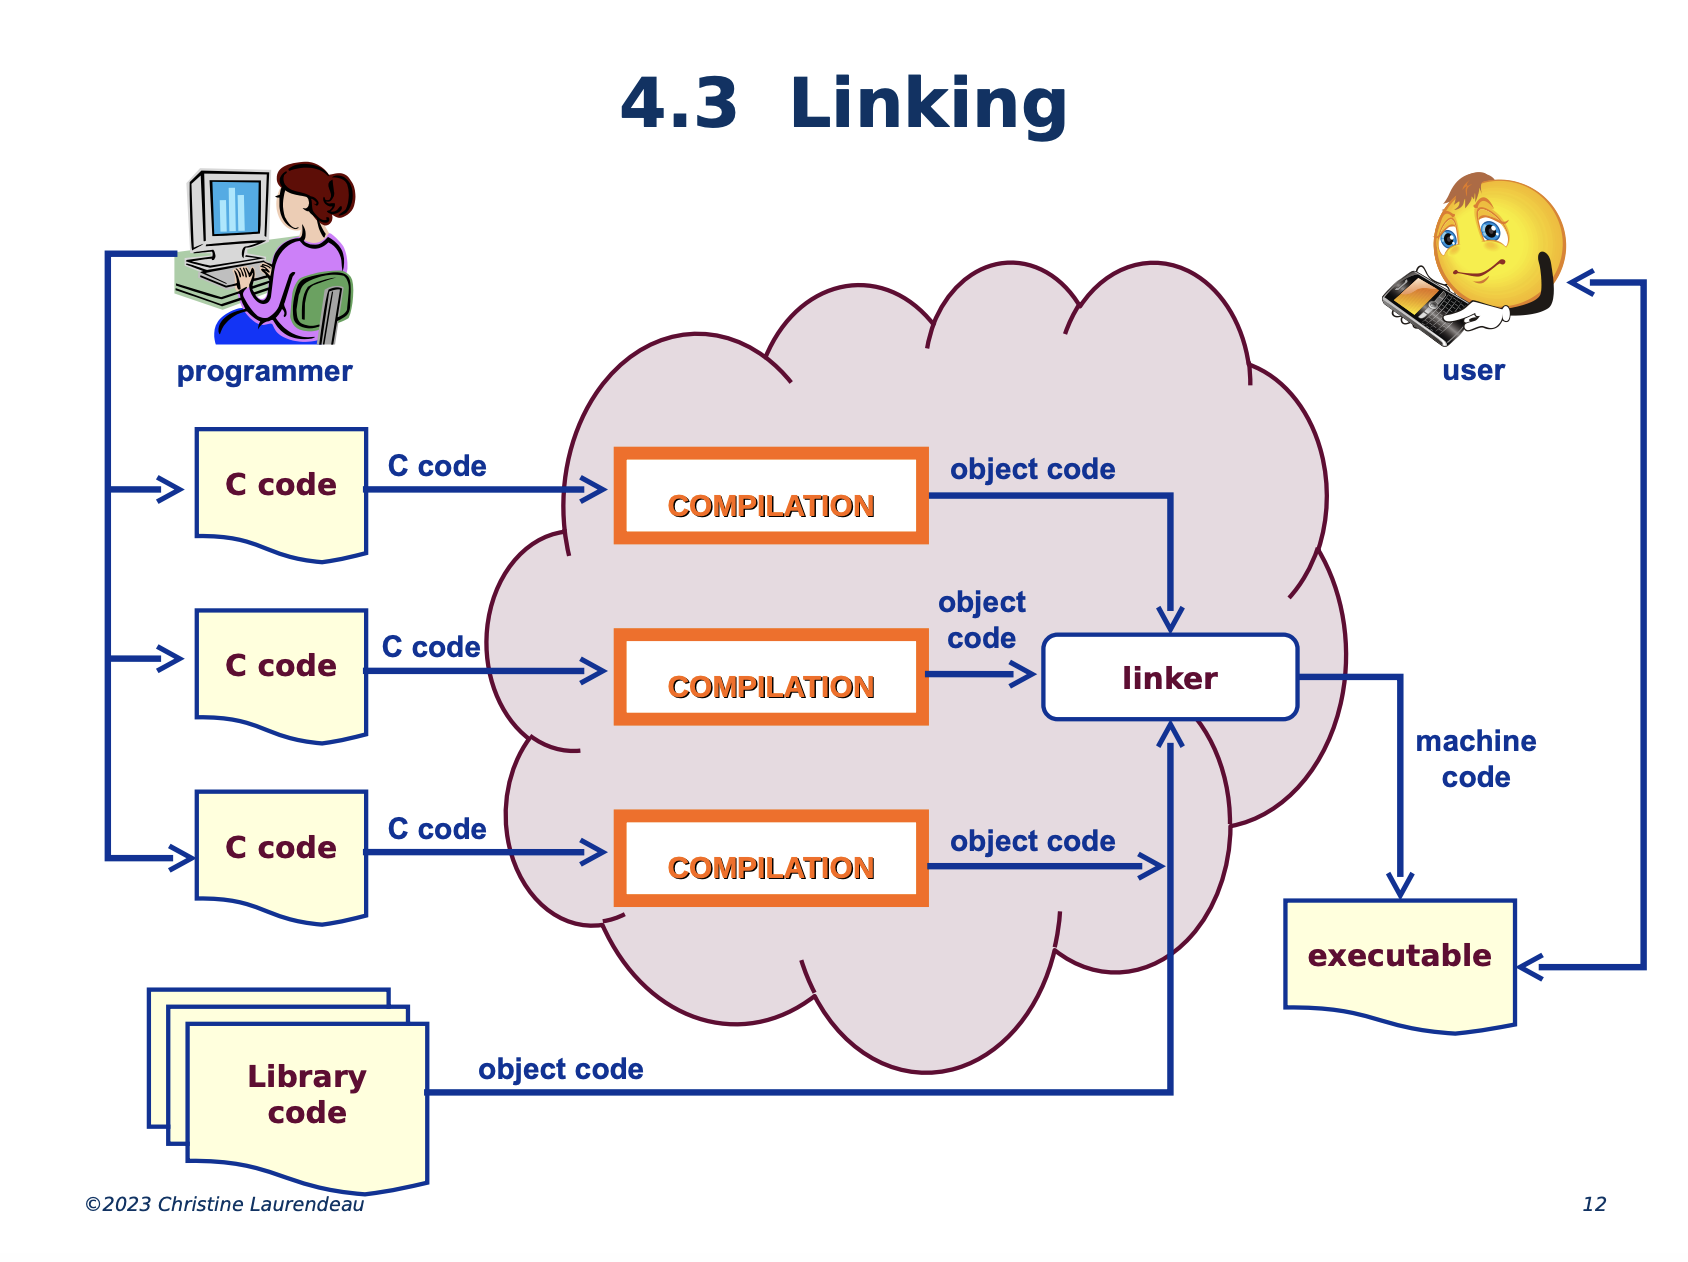 4.3 Linking
programmer
user
C code
C code
COMPILATION
object code
C code
C code
COMPILATION
object
code
linker
machine
code
C code
C code
COMPILATION
object code
executable
Library
code
object code
©2023 Christine Laurendeau
12